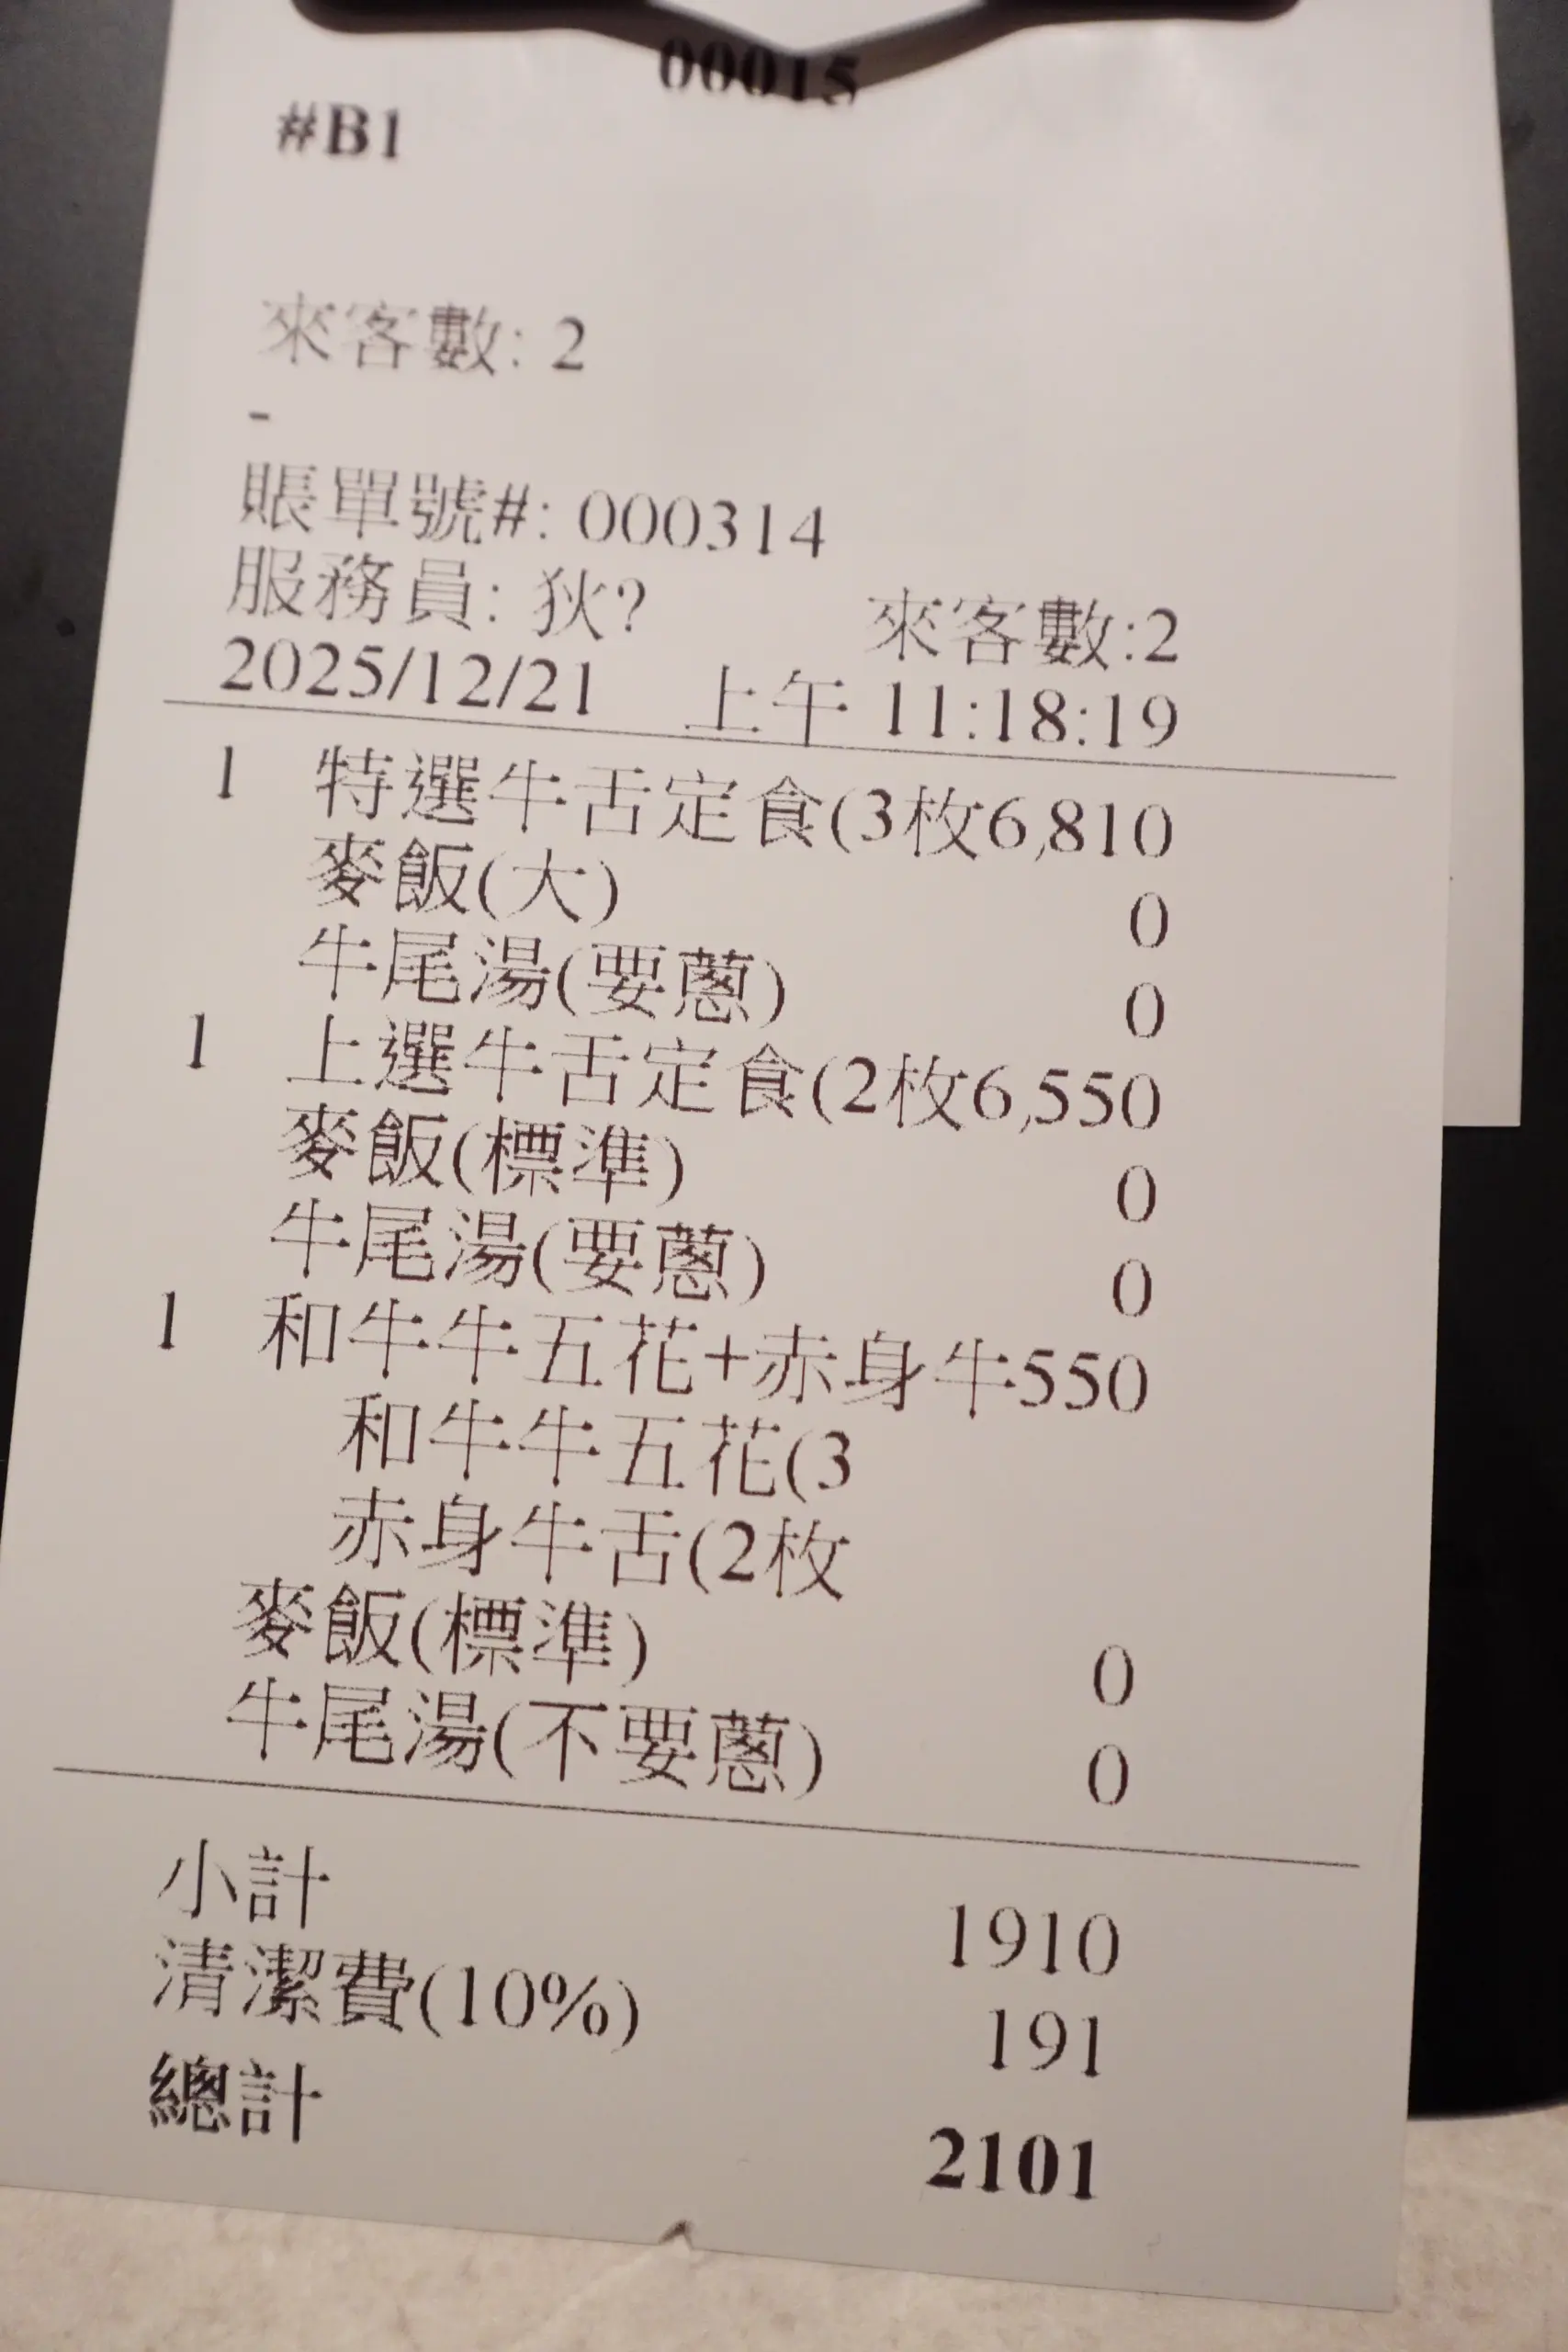 00015
#B1
來客數: 2
-
賬單號#: 000314
服務員: 狄? 來客數:2
2025/12/21 上午 11:18:19
1 特選牛舌定食(3枚6,810
麥飯(大) 0
牛尾湯(要蔥) 0
1 上選牛舌定食(2枚6,550
麥飯(標準) 0
牛尾湯(要蔥) 0
1 和牛牛五花+赤身牛550
和牛牛五花(3
赤身牛舌(2枚
麥飯(標準) 0
牛尾湯(不要蔥) 0
小計 1910
清潔費(10%) 191
總計 2101